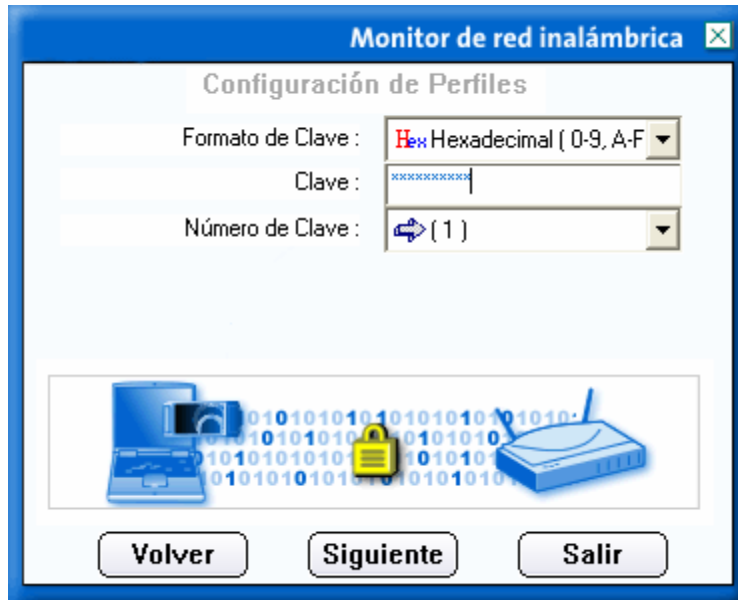 Monitor de red inalámbrica
Configuración de Perfiles
Formato de Clave : Hex Hexadecimal ( 0-9, A-F
Clave : **********
Número de Clave : ( 1 )
Volver Siguiente Salir